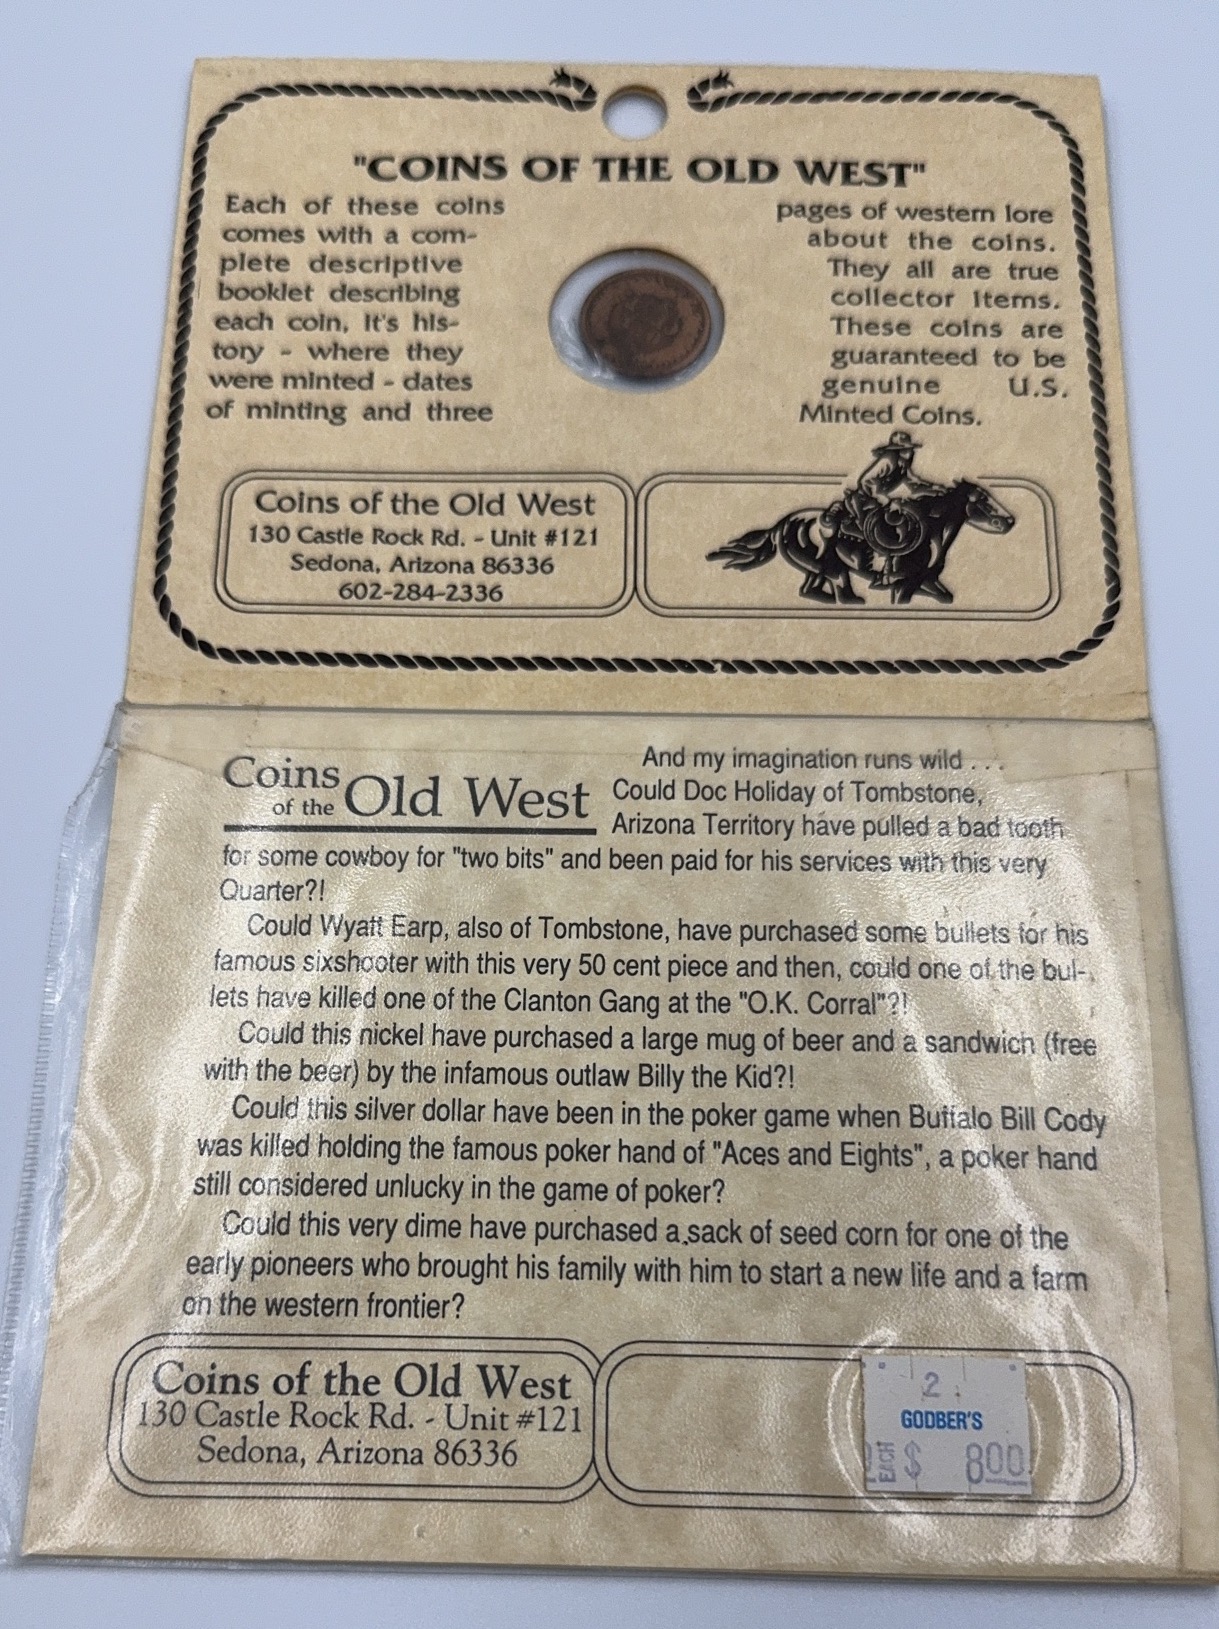 "COINS OF THE OLD WEST"
Each of these coins
comes with a com-
plete descriptive
booklet describing
each coin, It's his-
tory - where they
were minted - dates
of minting and three
pages of western lore
about the coins.
They all are true
collector items.
These coins are
guaranteed to be
genuine U.S.
Minted Coins.
Coins of the Old West
130 Castle Rock Rd. - Unit #121
Sedona, Arizona 86336
602-284-2336
Coins of the Old West
And my imagination runs wild . . .
Could Doc Holiday of Tombstone,
Arizona Territory have pulled a bad tooth
for some cowboy for "two bits" and been paid for his services with this very
Quarter?!
Could Wyatt Earp, also of Tombstone, have purchased some bullets for his
famous sixshooter with this very 50 cent piece and then, could one of the bul-
lets have killed one of the Clanton Gang at the "O.K. Corral"?!
Could this nickel have purchased a large mug of beer and a sandwich (free
with the beer) by the infamous outlaw Billy the Kid?!
Could this silver dollar have been in the poker game when Buffalo Bill Cody
was killed holding the famous poker hand of "Aces and Eights", a poker hand
still considered unlucky in the game of poker?
Could this very dime have purchased a sack of seed corn for one of the
early pioneers who brought his family with him to start a new life and a farm
on the western frontier?
Coins of the Old West
130 Castle Rock Rd. - Unit #121
Sedona, Arizona 86336
2
GODBER'S
EACH $ 8.00